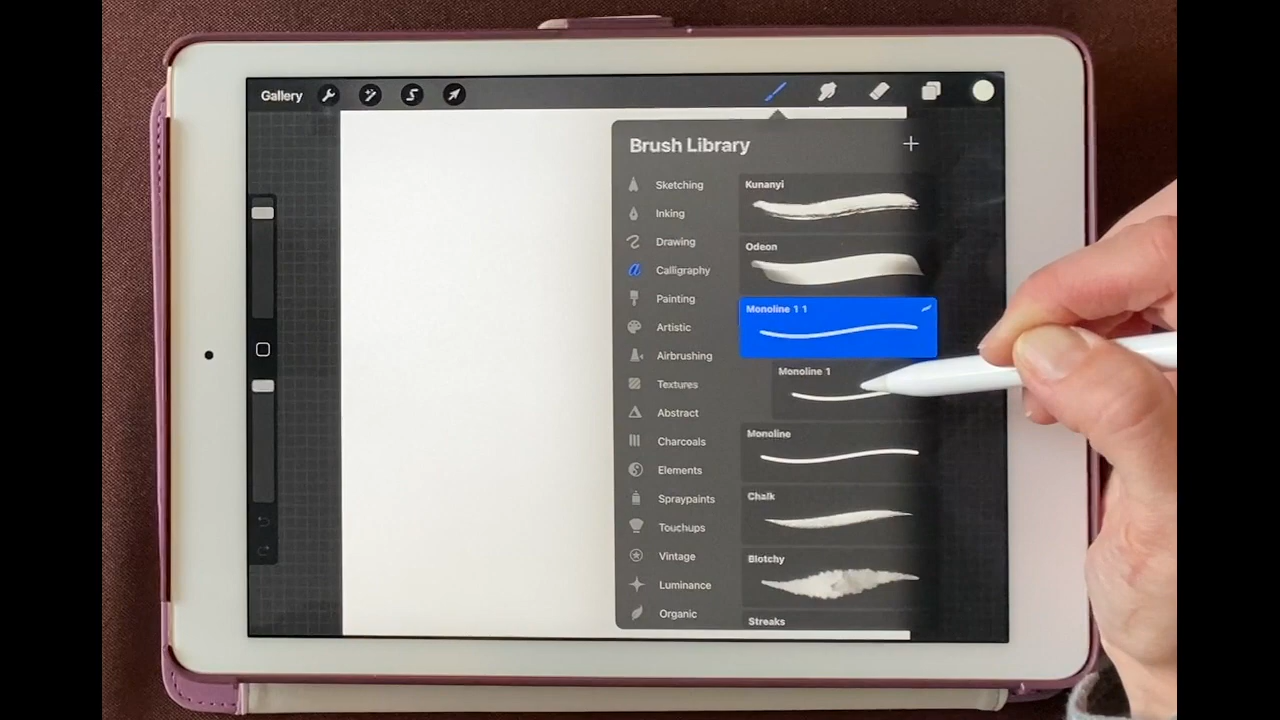 Gallery
Brush Library
Sketching
Inking
Drawing
Calligraphy
Painting
Artistic
Airbrushing
Textures
Abstract
Charcoals
Elements
Spraypaints
Touchups
Vintage
Luminance
Organic
Kunanyi
Odeon
Monoline 1 1
Monoline 1
Monoline
Chalk
Blotchy
Streaks